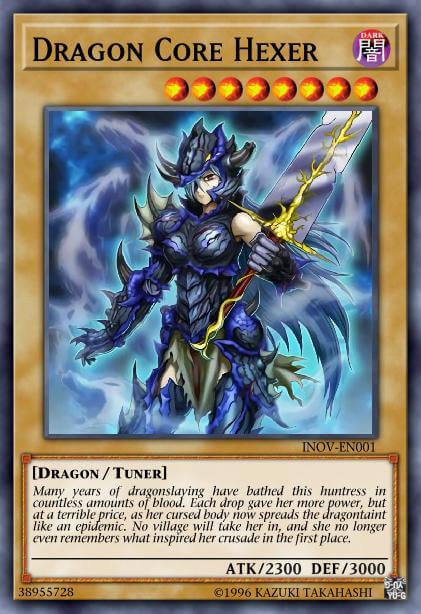 Dragon Core Hexer
DARK
闇
INOV-EN001
[Dragon / Tuner]
Many years of dragonslaying have bathed this huntress in
countless amounts of blood. Each drop gave her more power, but
at a terrible price, as her cursed body now spreads the dragontaint
like an epidemic. No village will take her in, and she no longer
even remembers what inspired her crusade in the first place.
ATK/2300 DEF/3000
38955728
©1996 KAZUKI TAKAHASHI